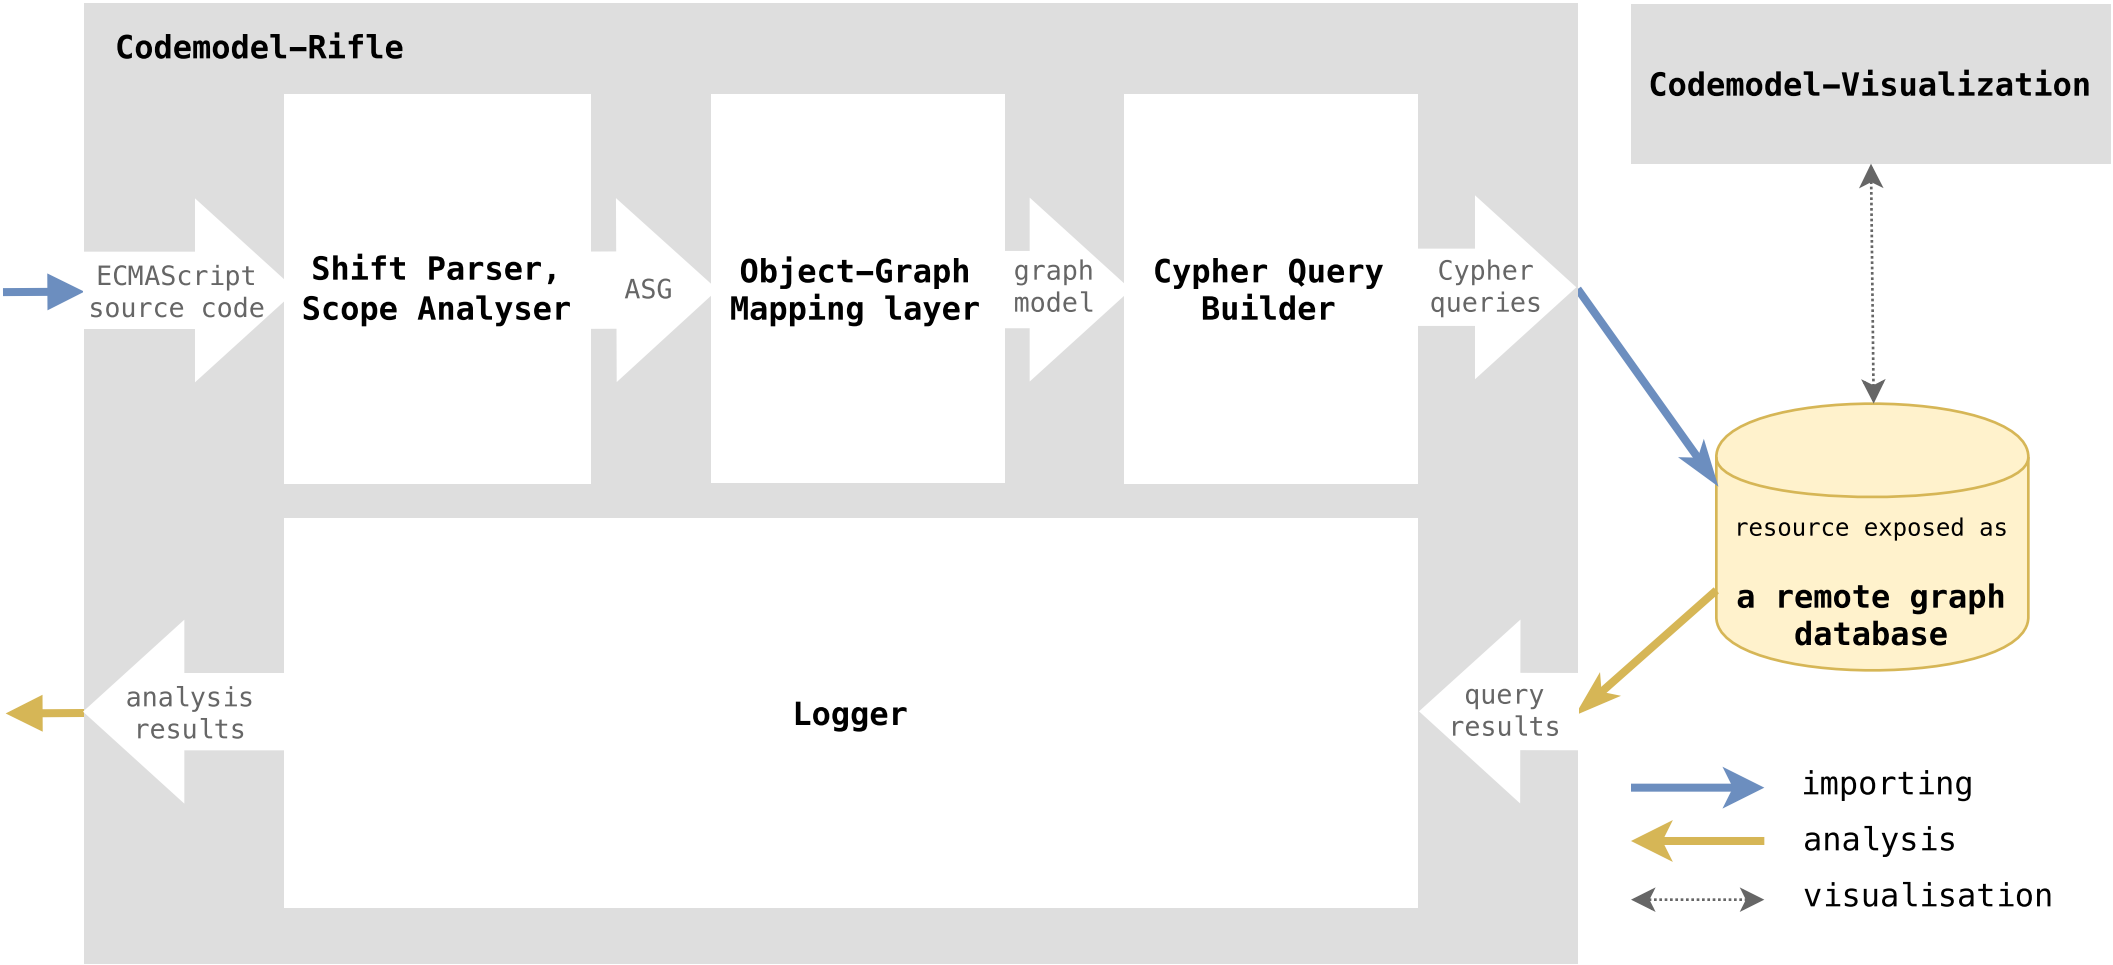 Codemodel-Rifle
Codemodel-Visualization
ECMAScript
source code
Shift Parser,
Scope Analyser
ASG
Object-Graph
Mapping layer
graph
model
Cypher Query
Builder
Cypher
queries
resource exposed as
a remote graph
database
analysis
results
Logger
query
results
importing
analysis
visualisation